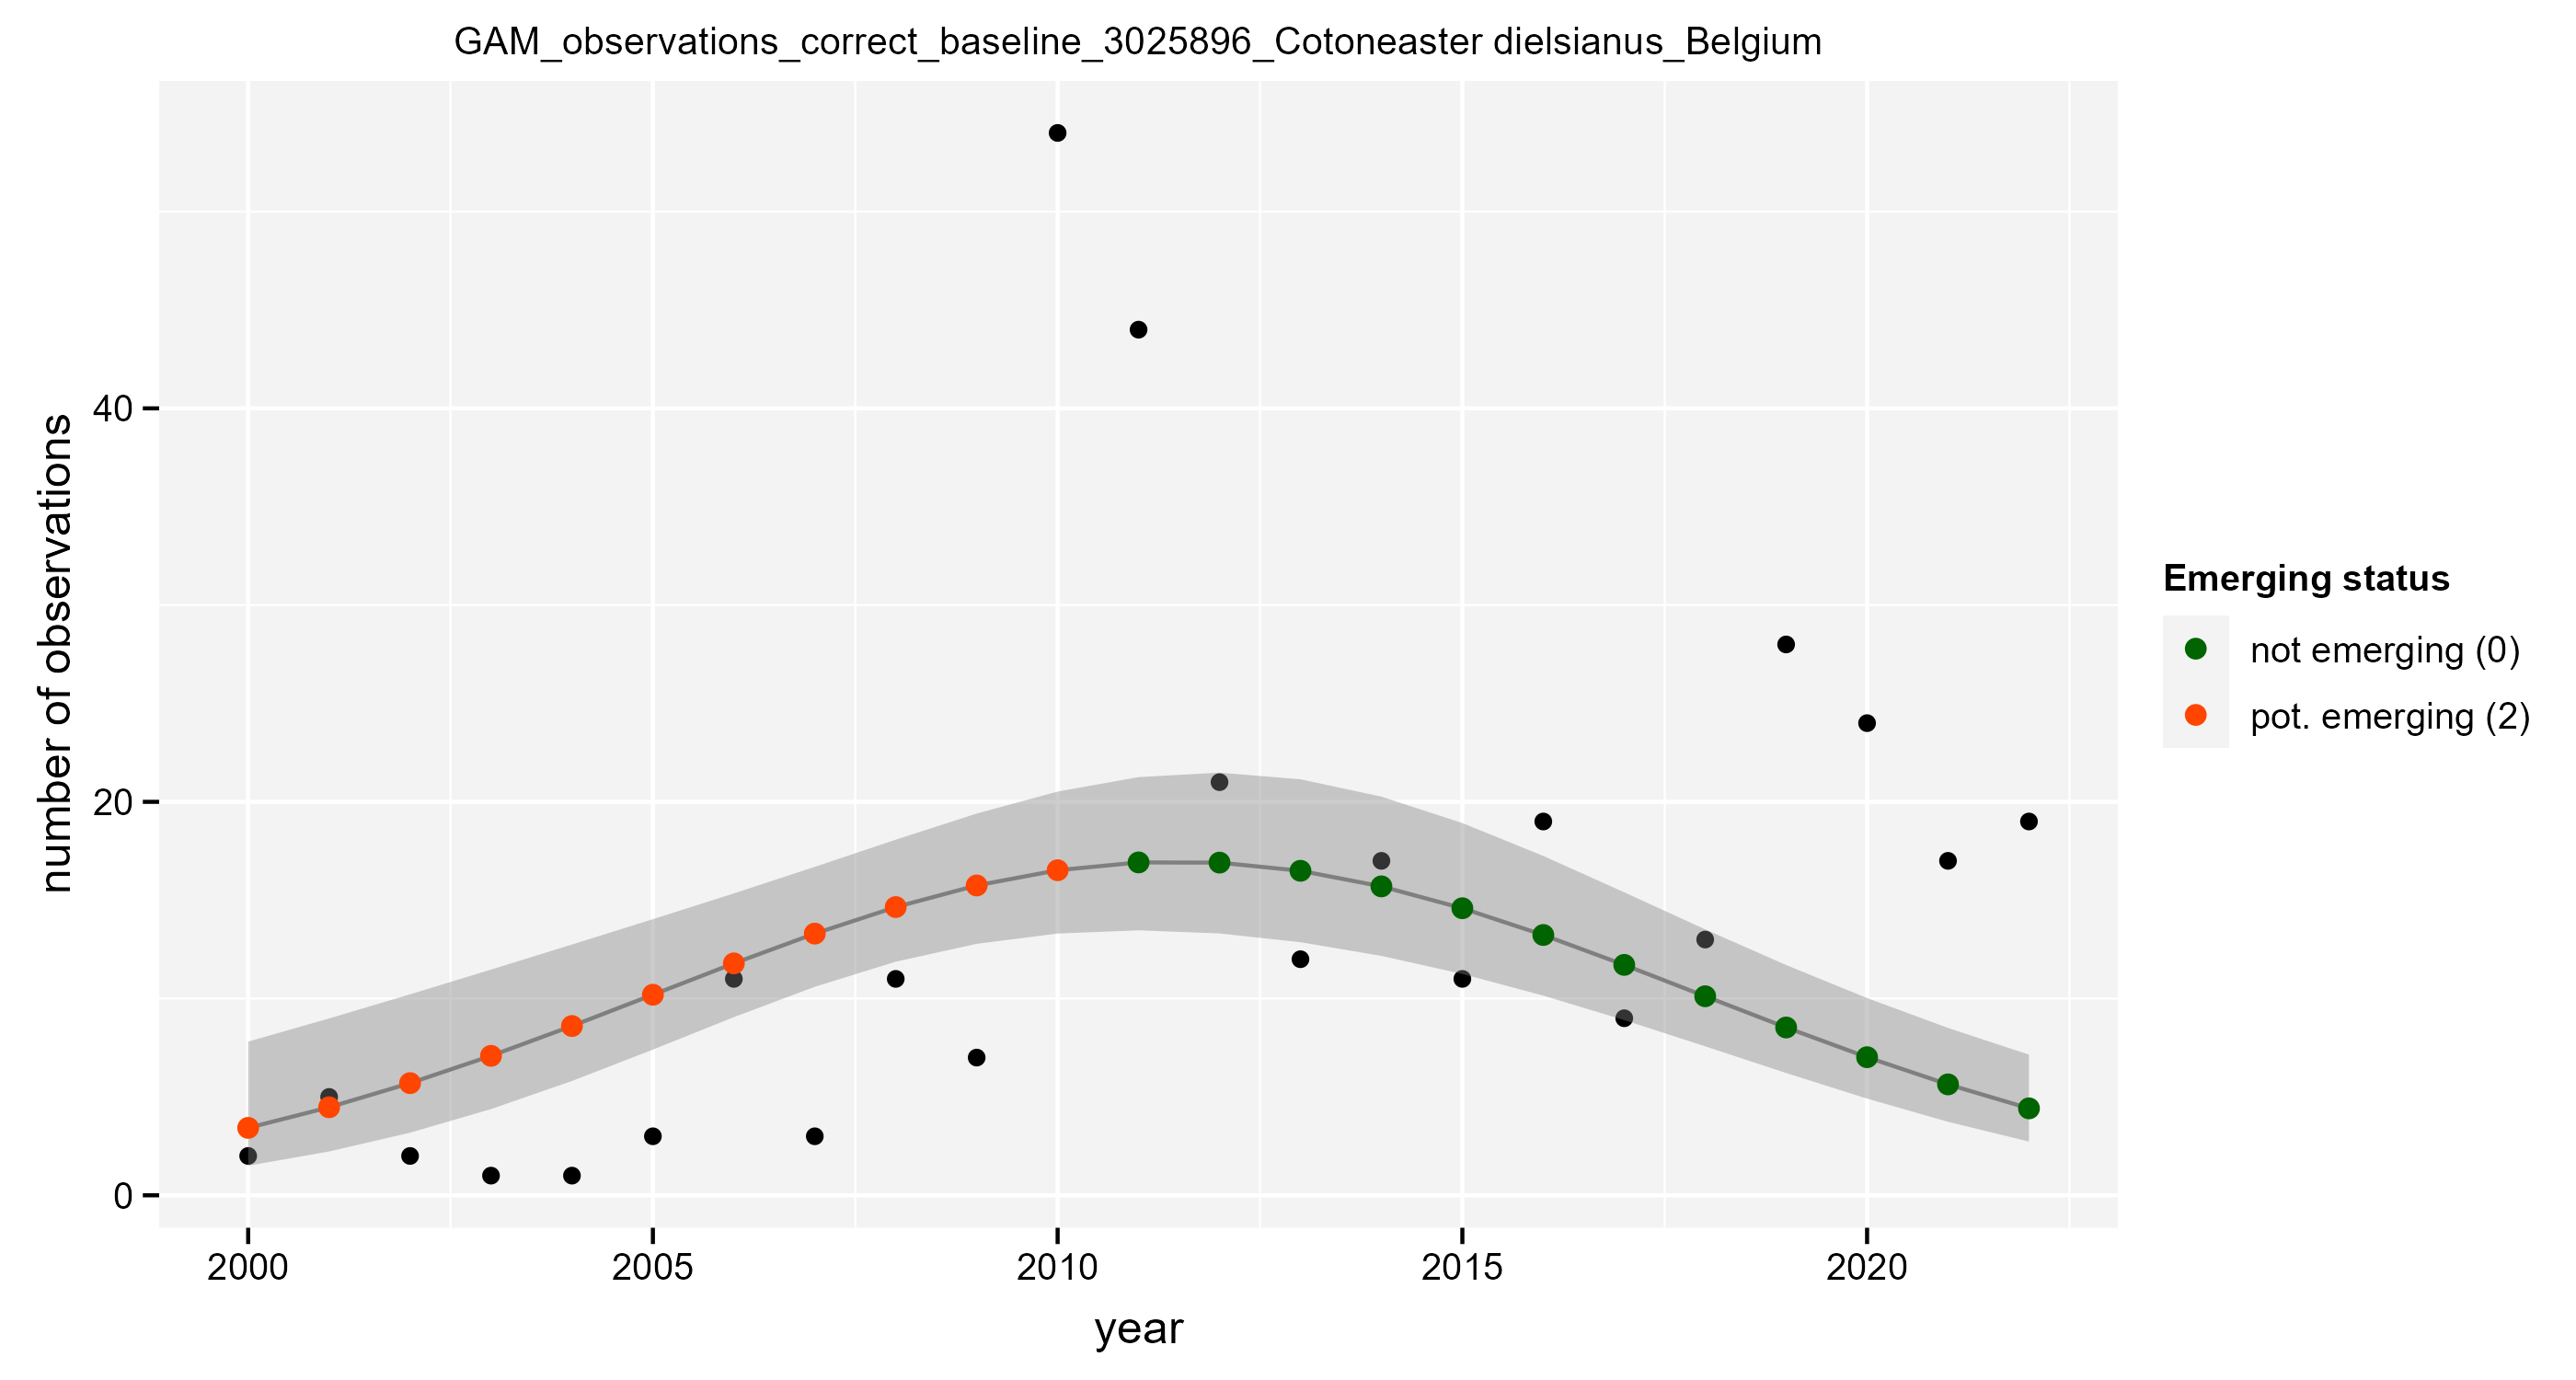 GAM_observations_correct_baseline_3025896_Cotoneaster dielsianus_Belgium
number of observations
40
20
0
2000 2005 2010 2015 2020
year
Emerging status
not emerging (0)
pot. emerging (2)